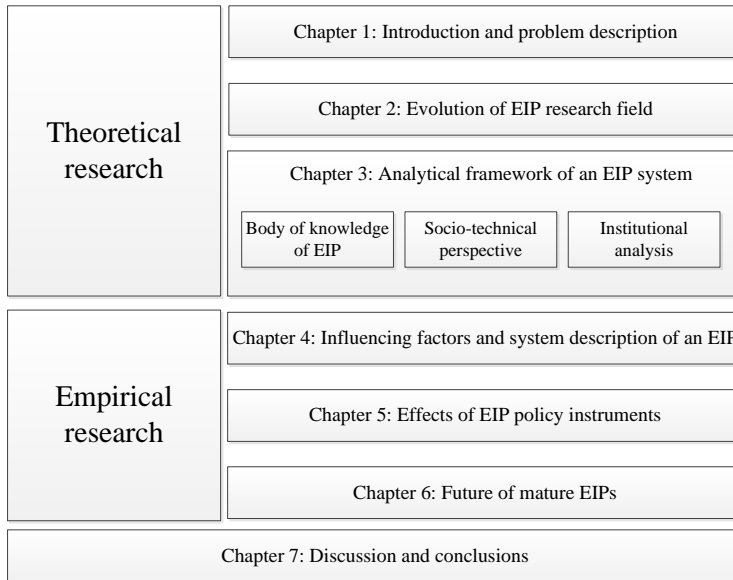 Theoretical
research
Chapter 1: Introduction and problem description
Chapter 2: Evolution of EIP research field
Chapter 3: Analytical framework of an EIP system
Body of knowledge
of EIP
Socio-technical
perspective
Institutional
analysis
Empirical
research
Chapter 4: Influencing factors and system description of an EIP
Chapter 5: Effects of EIP policy instruments
Chapter 6: Future of mature EIPs
Chapter 7: Discussion and conclusions